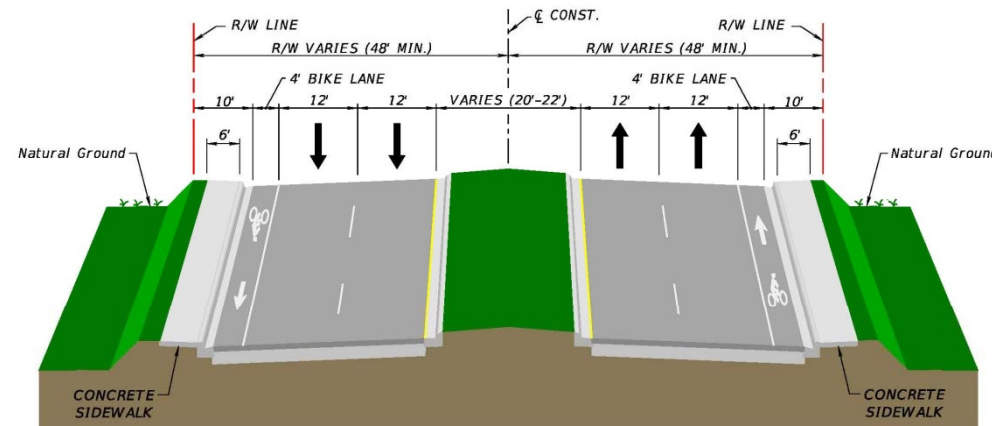 ℄ CONST.
R/W LINE
R/W LINE
R/W VARIES (48' MIN.)
R/W VARIES (48' MIN.)
4' BIKE LANE
4' BIKE LANE
10'
12'
12'
VARIES (20'-22')
12'
12'
10'
6'
6'
Natural Ground
Natural Ground
CONCRETE
SIDEWALK
CONCRETE
SIDEWALK